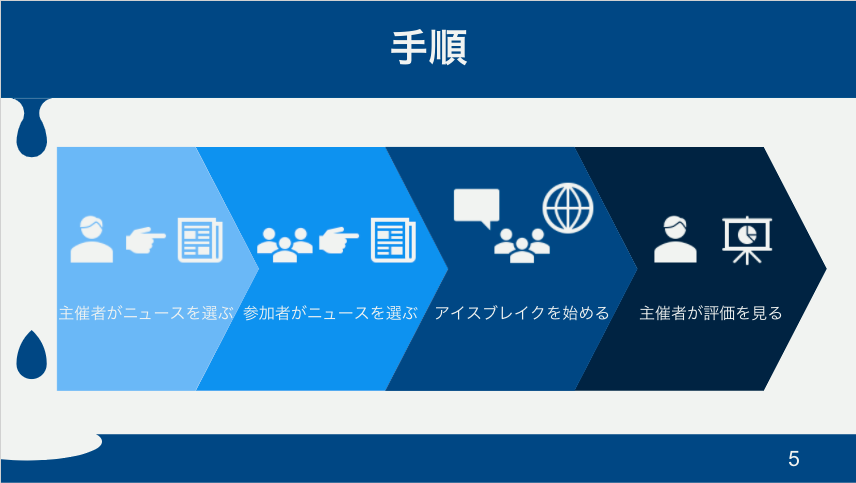 手順
主催者がニュースを選ぶ
参加者がニュースを選ぶ
アイスブレイクを始める
主催者が評価を見る
5